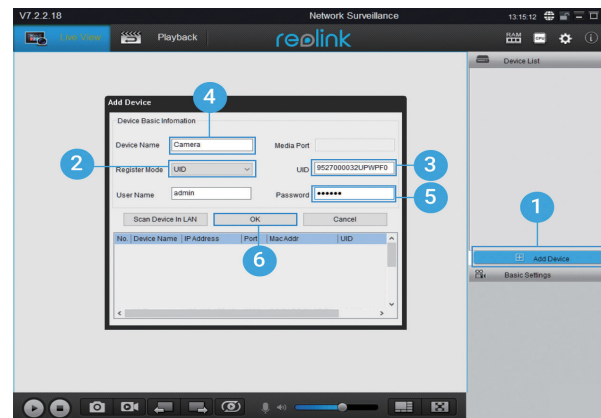 V7.2.2.18 Network Surveillance 13:15:12
Live View Playback reolink RAM CPU
Device List
Add Device
4
Device Basic Infomation
Device Name Camera Media Port
2 Register Mode UID UID 9527000032UPWPF0 3
User Name admin Password •••••• 5
1
Scan Device In LAN OK Cancel
No. Device Name IP Address Port Mac Addr UID
6
Add Device
Basic Settings